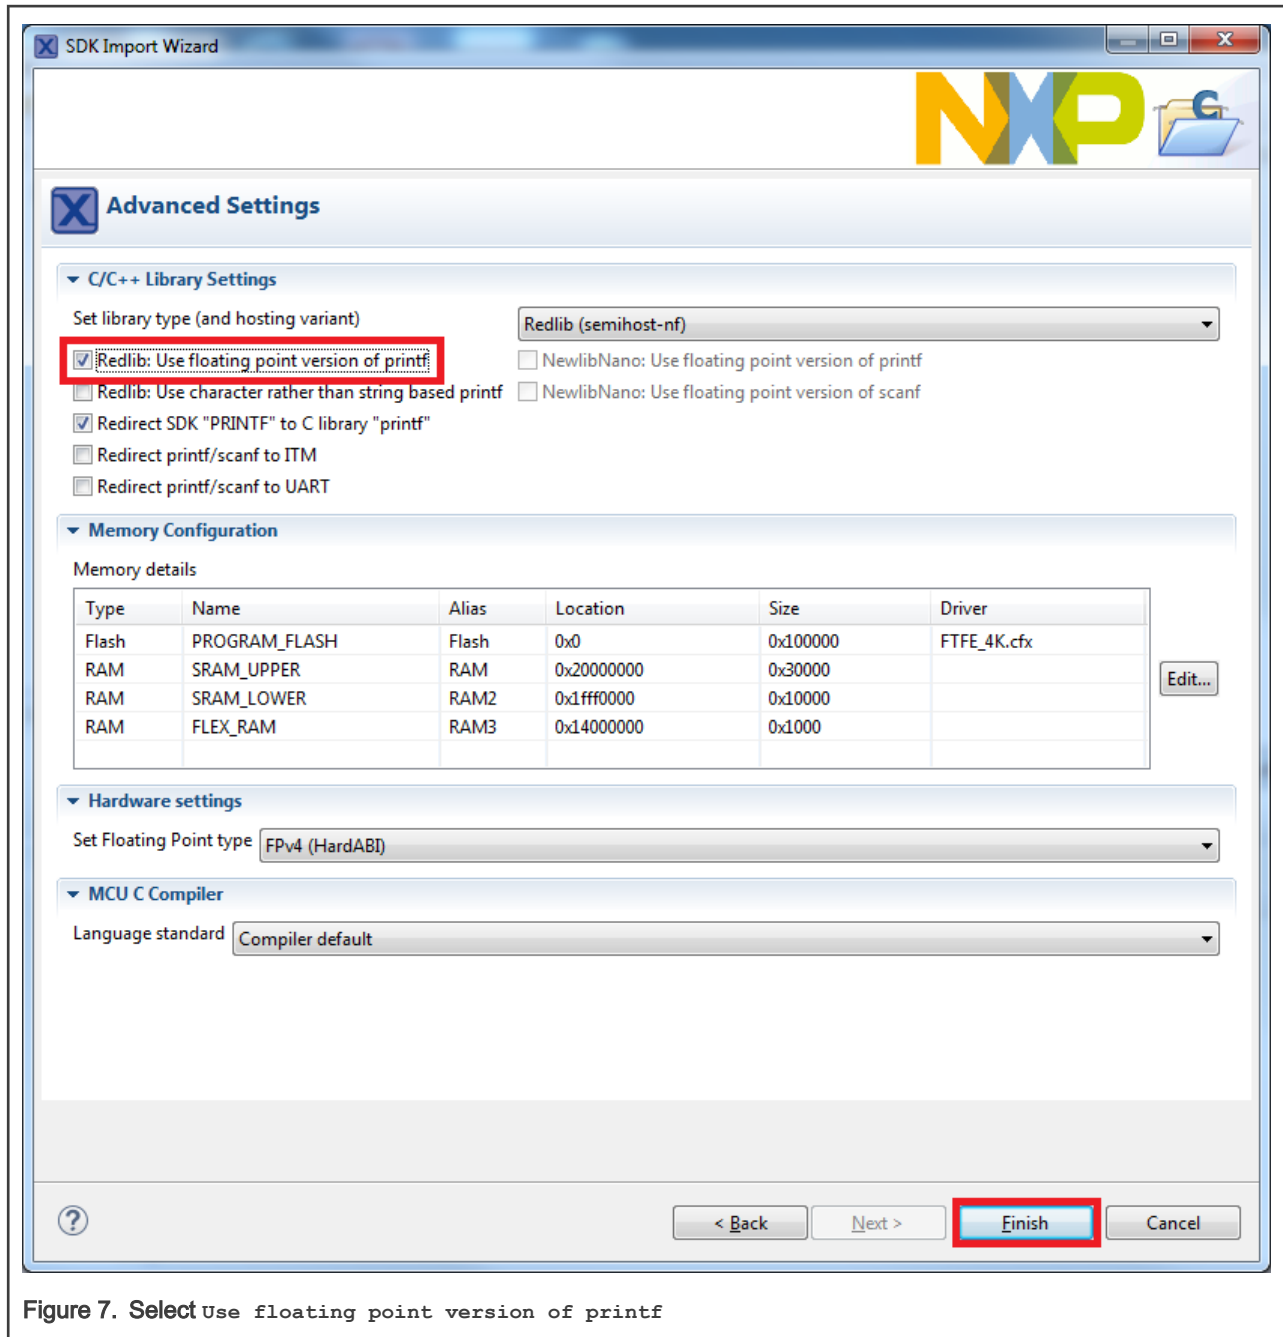 SDK Import Wizard
NXP
Advanced Settings
C/C++ Library Settings
Set library type (and hosting variant) Redlib (semihost-nf)
Redlib: Use floating point version of printf NewlibNano: Use floating point version of printf
Redlib: Use character rather than string based printf NewlibNano: Use floating point version of scanf
Redirect SDK "PRINTF" to C library "printf"
Redirect printf/scanf to ITM
Redirect printf/scanf to UART
Memory Configuration
Memory details
Type Name Alias Location Size Driver
Flash PROGRAM_FLASH Flash 0x0 0x100000 FTFE_4K.cfx
RAM SRAM_UPPER RAM 0x20000000 0x30000
RAM SRAM_LOWER RAM2 0x1fff0000 0x10000
RAM FLEX_RAM RAM3 0x14000000 0x1000
Edit...
Hardware settings
Set Floating Point type FPv4 (HardABI)
MCU C Compiler
Language standard Compiler default
< Back Next > Finish Cancel
Figure 7. Select Use floating point version of printf